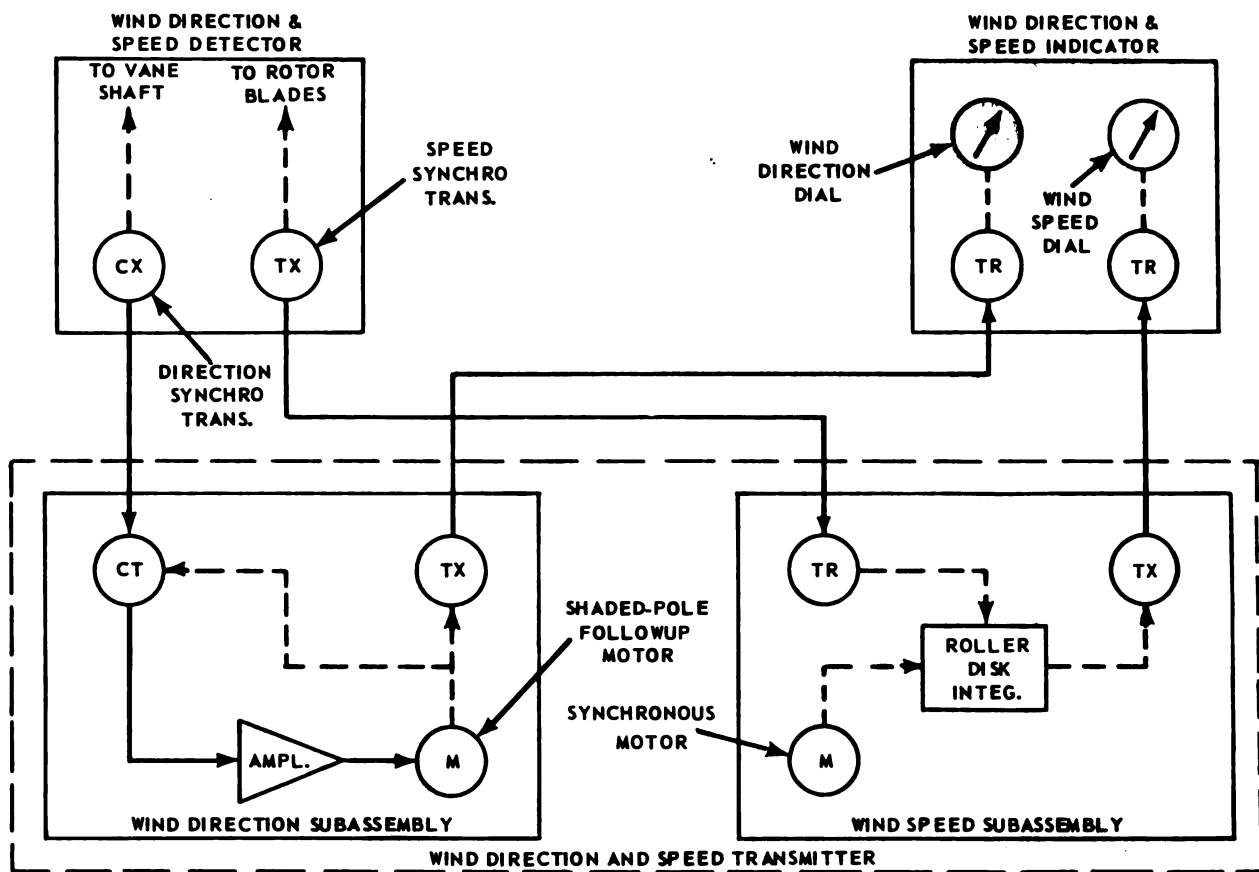 WIND DIRECTION &
SPEED DETECTOR
TO VANE
SHAFT
TO ROTOR
BLADES
SPEED
SYNCHRO
TRANS.
CX
TX
DIRECTION
SYNCHRO
TRANS.
WIND DIRECTION &
SPEED INDICATOR
WIND
DIRECTION
DIAL
WIND
SPEED
DIAL
TR
TR
CT
TX
SHADED-POLE
FOLLOWUP
MOTOR
AMPL.
M
WIND DIRECTION SUBASSEMBLY
TR
TX
ROLLER
DISK
INTEG.
SYNCHRONOUS
MOTOR
M
WIND SPEED SUBASSEMBLY
WIND DIRECTION AND SPEED TRANSMITTER